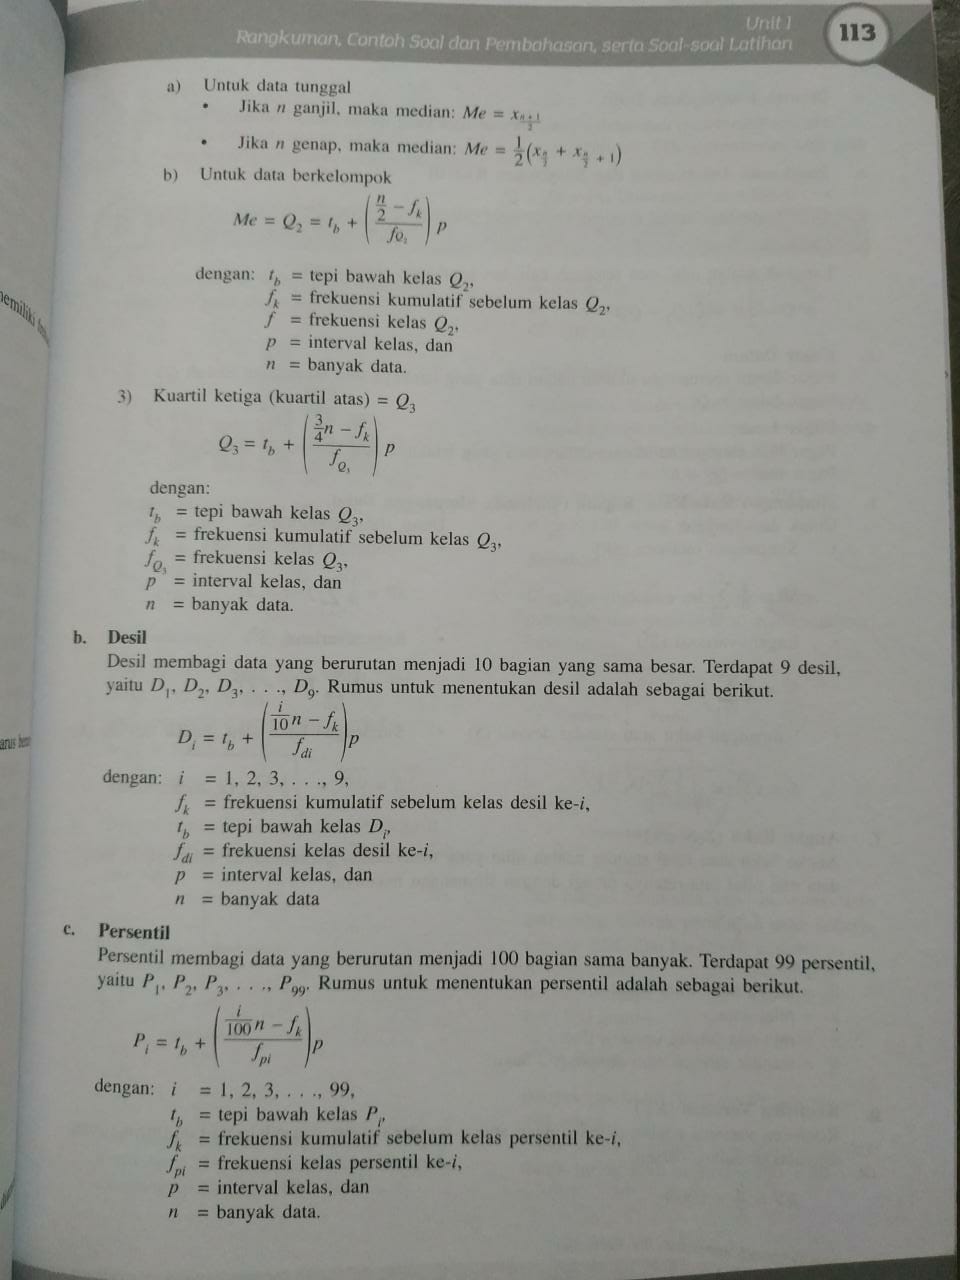 Unit 1
Rangkuman, Contoh Soal dan Pembahasan, serta Soal-soal Latihan
113
a) Untuk data tunggal
• Jika n ganjil, maka median: Me = x_{\frac{n+1}{2}}
• Jika n genap, maka median: Me = \frac{1}{2}(x_{\frac{n}{2}} + x_{\frac{n}{2} + 1})
b) Untuk data berkelompok
Me = Q_2 = t_b + \left(\frac{\frac{n}{2} - f_k}{f_{Q_2}}\right) p
dengan: t_b = tepi bawah kelas Q_2,
f_k = frekuensi kumulatif sebelum kelas Q_2,
f = frekuensi kelas Q_2,
p = interval kelas, dan
n = banyak data.
3) Kuartil ketiga (kuartil atas) = Q_3
Q_3 = t_b + \left(\frac{\frac{3}{4}n - f_k}{f_{Q_3}}\right) p
dengan:
t_b = tepi bawah kelas Q_3,
f_k = frekuensi kumulatif sebelum kelas Q_3,
f_{Q_3} = frekuensi kelas Q_3,
p = interval kelas, dan
n = banyak data.
b. Desil
Desil membagi data yang berurutan menjadi 10 bagian yang sama besar. Terdapat 9 desil,
yaitu D_1, D_2, D_3, . . ., D_9. Rumus untuk menentukan desil adalah sebagai berikut.
D_i = t_b + \left(\frac{\frac{i}{10}n - f_k}{f_{di}}\right) p
dengan: i = 1, 2, 3, . . ., 9,
f_k = frekuensi kumulatif sebelum kelas desil ke-i,
t_b = tepi bawah kelas D_i,
f_{di} = frekuensi kelas desil ke-i,
p = interval kelas, dan
n = banyak data
c. Persentil
Persentil membagi data yang berurutan menjadi 100 bagian sama banyak. Terdapat 99 persentil,
yaitu P_1, P_2, P_3, . . ., P_{99}. Rumus untuk menentukan persentil adalah sebagai berikut.
P_i = t_b + \left(\frac{\frac{i}{100}n - f_k}{f_{pi}}\right) p
dengan: i = 1, 2, 3, . . ., 99,
t_b = tepi bawah kelas P_i,
f_k = frekuensi kumulatif sebelum kelas persentil ke-i,
f_{pi} = frekuensi kelas persentil ke-i,
p = interval kelas, dan
n = banyak data.